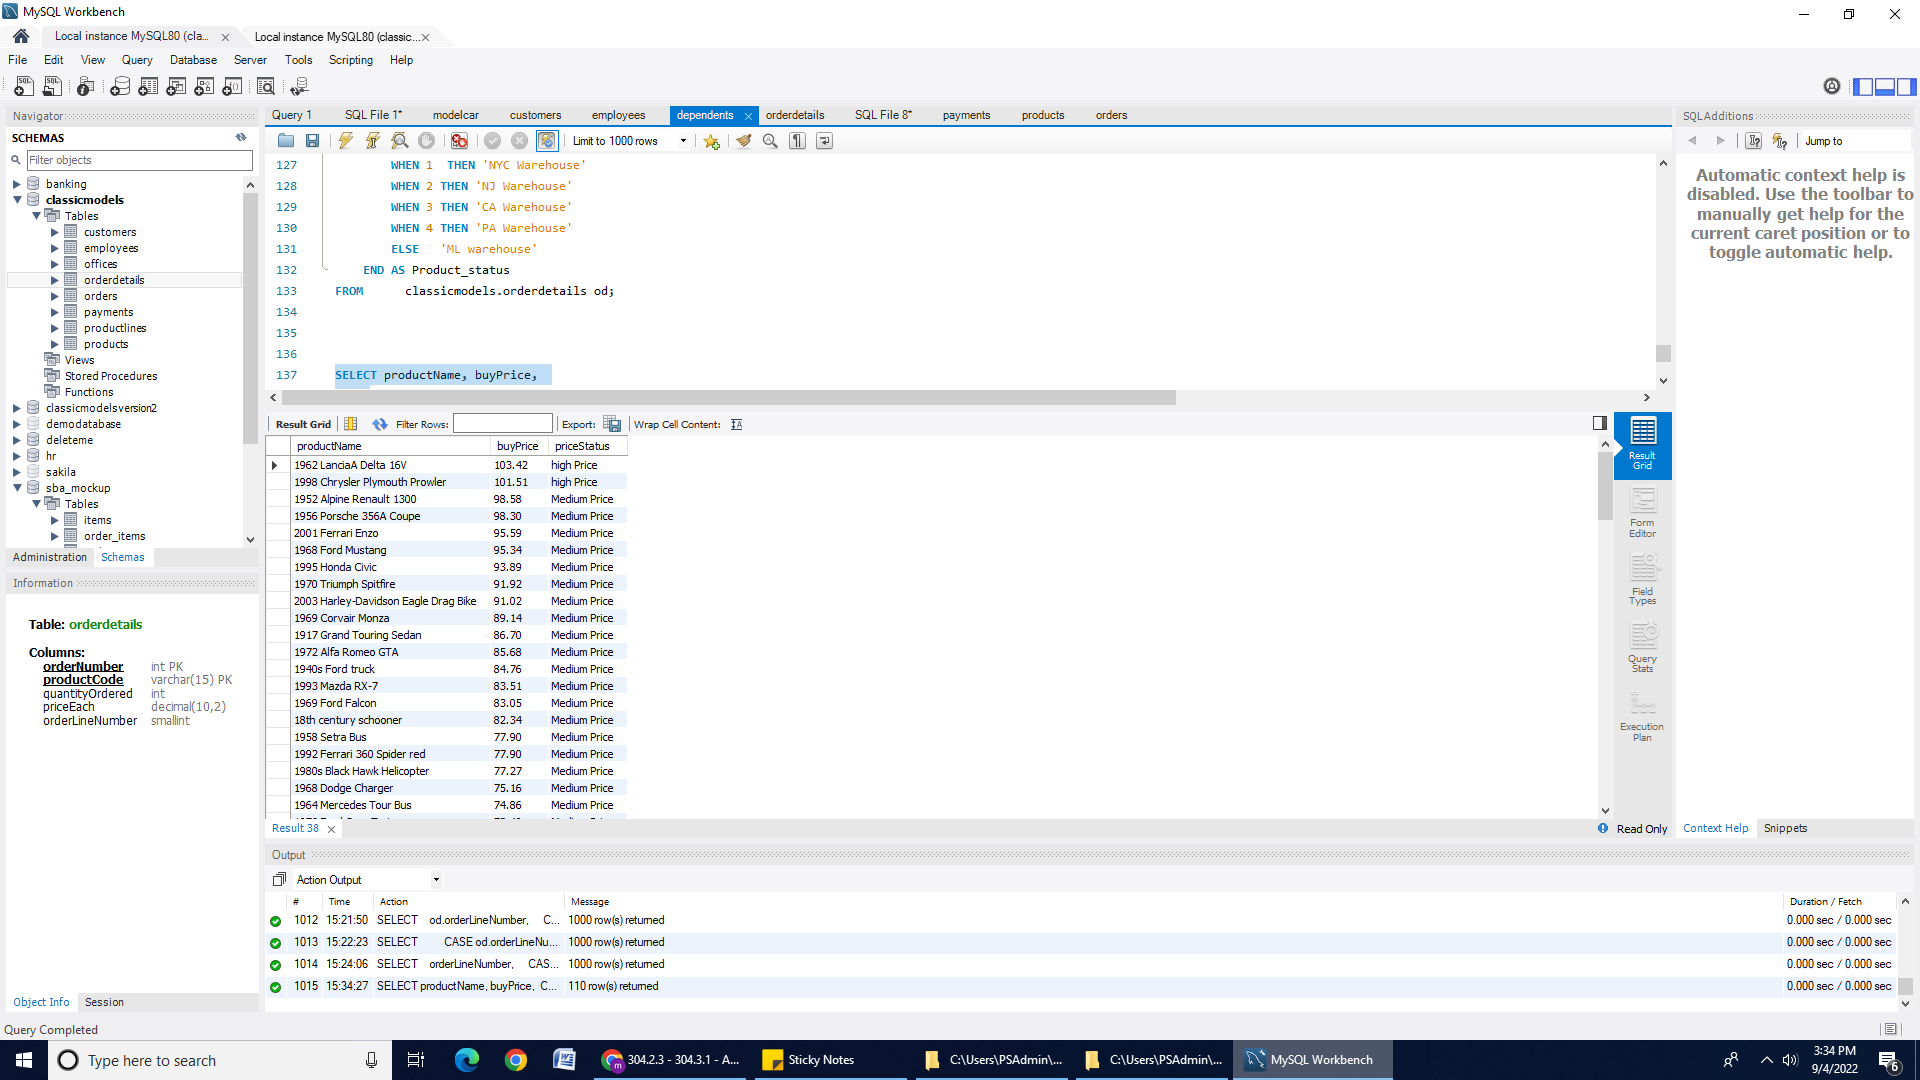 MySQL Workbench
Local instance MySQL80 (cla... ×
Local instance MySQL80 (classic... ×
File Edit View Query Database Server Tools Scripting Help
Navigator
SCHEMAS
Filter objects
banking
classicmodels
Tables
customers
employees
offices
orderdetails
orders
payments
productlines
products
Views
Stored Procedures
Functions
classicmodelsversion2
demodatabase
deleteme
hr
sakila
sba_mockup
Tables
items
order_items
Administration Schemas
Information
Table: orderdetails
Columns:
orderNumber int PK
productCode varchar(15) PK
quantityOrdered int
priceEach decimal(10,2)
orderLineNumber smallint
Object Info Session
Query 1 SQL File 1* modelcar customers employees dependents × orderdetails SQL File 8* payments products orders
Limit to 1000 rows
127 WHEN 1 THEN 'NYC Warehouse'
128 WHEN 2 THEN 'NJ Warehouse'
129 WHEN 3 THEN 'CA Warehouse'
130 WHEN 4 THEN 'PA Warehouse'
131 ELSE 'ML warehouse'
132 END AS Product_status
133 FROM classicmodels.orderdetails od;
134
135
136
137 SELECT productName, buyPrice,
Result Grid Filter Rows: Export: Wrap Cell Content:
productName buyPrice priceStatus
1962 LanciaA Delta 16V 103.42 high Price
1998 Chrysler Plymouth Prowler 101.51 high Price
1952 Alpine Renault 1300 98.58 Medium Price
1956 Porsche 356A Coupe 98.30 Medium Price
2001 Ferrari Enzo 95.59 Medium Price
1968 Ford Mustang 95.34 Medium Price
1995 Honda Civic 93.89 Medium Price
1970 Triumph Spitfire 91.92 Medium Price
2003 Harley-Davidson Eagle Drag Bike 91.02 Medium Price
1969 Corvair Monza 89.14 Medium Price
1917 Grand Touring Sedan 86.70 Medium Price
1972 Alfa Romeo GTA 85.68 Medium Price
1940s Ford truck 84.76 Medium Price
1993 Mazda RX-7 83.51 Medium Price
1969 Ford Falcon 83.05 Medium Price
18th century schooner 82.34 Medium Price
1958 Setra Bus 77.90 Medium Price
1992 Ferrari 360 Spider red 77.90 Medium Price
1980s Black Hawk Helicopter 77.27 Medium Price
1968 Dodge Charger 75.16 Medium Price
1964 Mercedes Tour Bus 74.86 Medium Price
Result Grid
Form Editor
Field Types
Query Stats
Execution Plan
Result 38 × Read Only
SQLAdditions
Jump to
Automatic context help is
disabled. Use the toolbar to
manually get help for the
current caret position or to
toggle automatic help.
Context Help Snippets
Output
Action Output
# Time Action Message Duration / Fetch
1012 15:21:50 SELECT od.orderLineNumber, C... 1000 row(s) returned 0.000 sec / 0.000 sec
1013 15:22:23 SELECT CASE od.orderLineNu... 1000 row(s) returned 0.000 sec / 0.000 sec
1014 15:24:06 SELECT orderLineNumber, CAS... 1000 row(s) returned 0.000 sec / 0.000 sec
1015 15:34:27 SELECT productName, buyPrice, C... 110 row(s) returned 0.000 sec / 0.000 sec
Query Completed
Type here to search
304.2.3 - 304.3.1 - A...
Sticky Notes
C:\Users\PSAdmin\...
C:\Users\PSAdmin\...
MySQL Workbench
3:34 PM
9/4/2022
6